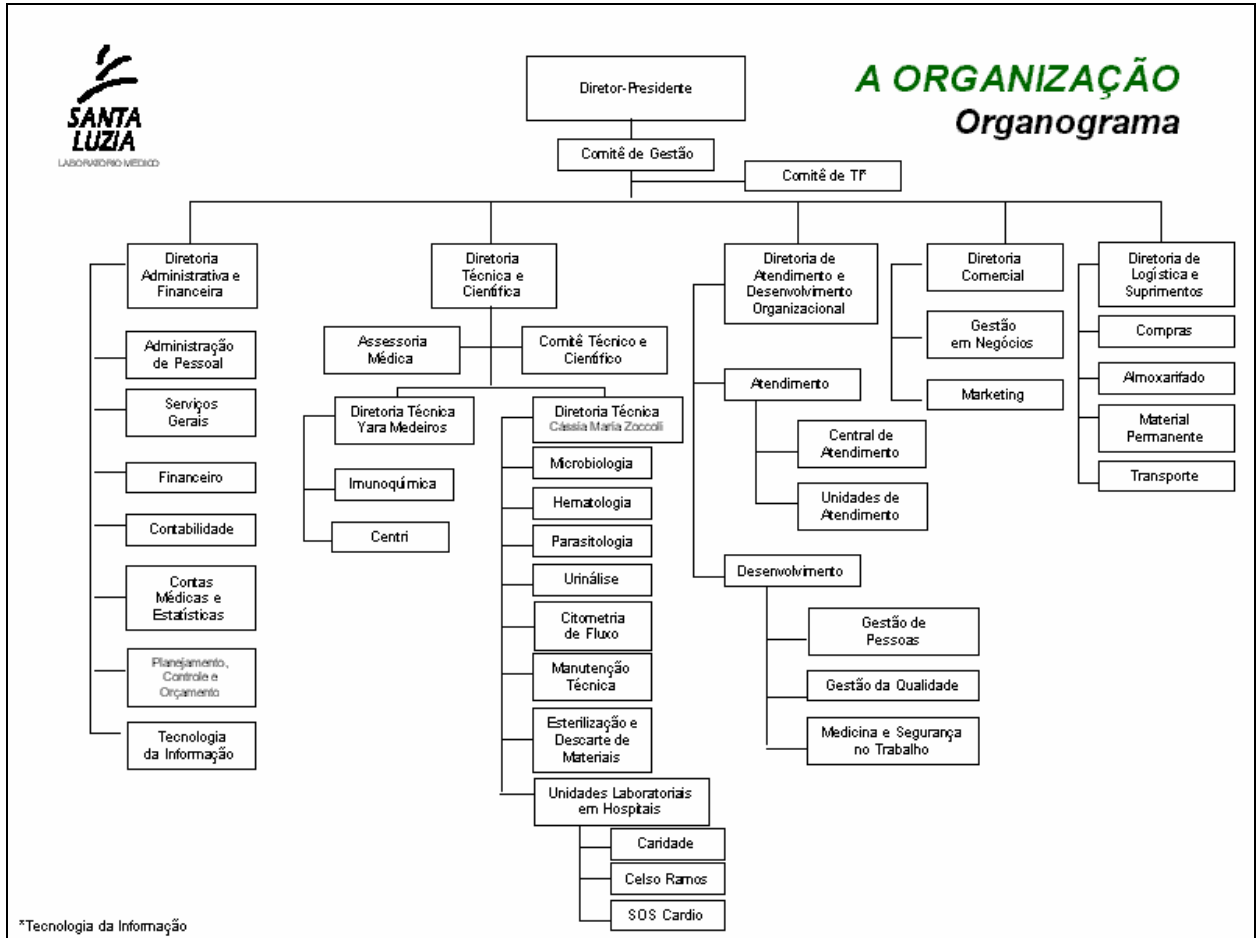 SANTA
LUZIA
LABORATÓRIO MÉDICO
A ORGANIZAÇÃO
Organograma
Diretor-Presidente
Comitê de Gestão
Comitê de TI*
Diretoria
Administrativa e
Financeira
Administração
de Pessoal
Serviços
Gerais
Financeiro
Contabilidade
Contas
Médicas e
Estatísticas
Planejamento,
Controle e
Orçamento
Tecnologia
da Informação
Diretoria
Técnica e
Científica
Assessoria
Médica
Comitê Técnico e
Científico
Diretoria Técnica
Yara Medeiros
Imunoquímica
Centri
Diretoria Técnica
Cássia Maria Zoccoli
Microbiologia
Hematologia
Parasitologia
Urinálise
Citometria
de Fluxo
Manutenção
Técnica
Esterilização e
Descarte de
Materiais
Unidades Laboratoriais
em Hospitais
Caridade
Celso Ramos
SOS Cardio
Diretoria de
Atendimento e
Desenvolvimento
Organizacional
Atendimento
Central de
Atendimento
Unidades de
Atendimento
Desenvolvimento
Gestão de
Pessoas
Gestão da Qualidade
Medicina e Segurança
no Trabalho
Diretoria
Comercial
Gestão
em Negócios
Marketing
Diretoria de
Logística e
Suprimentos
Compras
Almoxarifado
Material
Permanente
Transporte
*Tecnologia da Informação